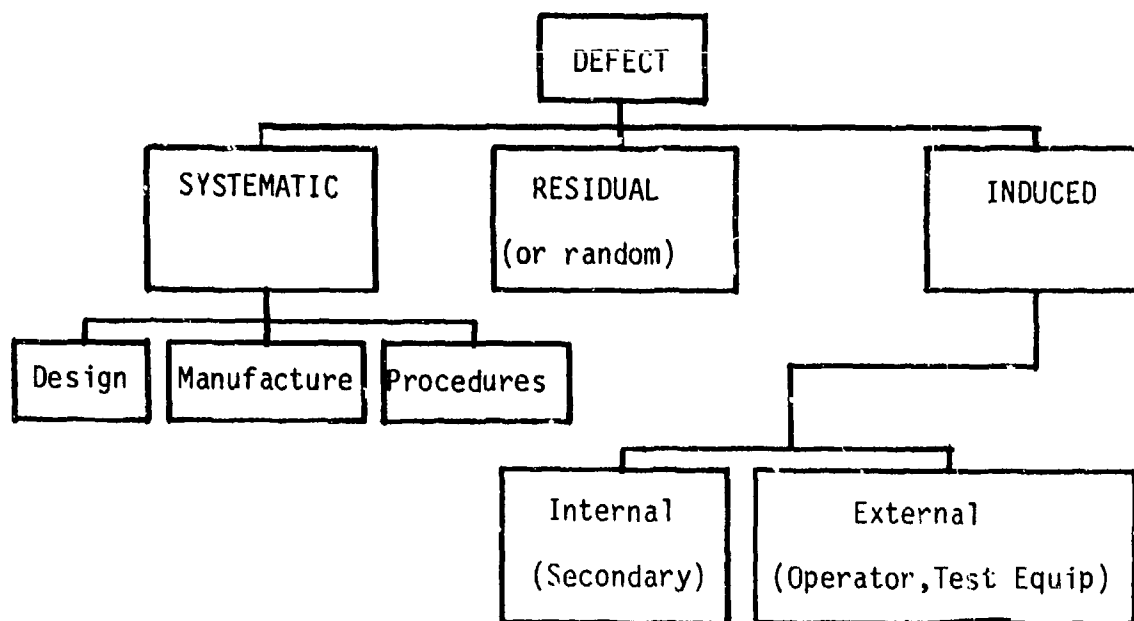 DEFECT
SYSTEMATIC
RESIDUAL
(or random)
INDUCED
Design
Manufacture
Procedures
Internal
(Secondary)
External
(Operator,Test Equip)